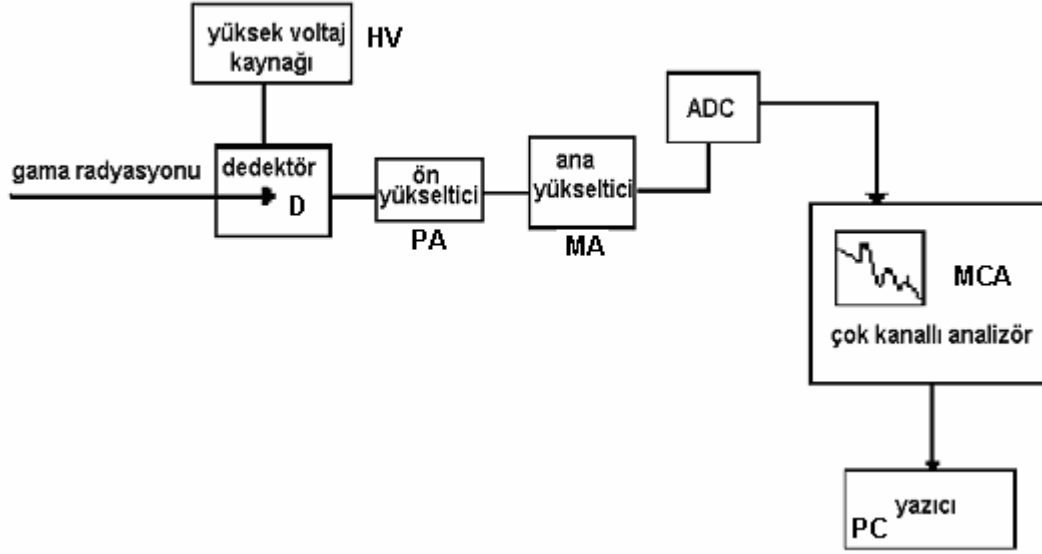 yüksek voltaj
kaynağı
HV
gama radyasyonu
dedektör
D
ön
yükseltici
PA
ana
yükseltici
MA
ADC
MCA
çok kanallı analizör
yazıcı
PC